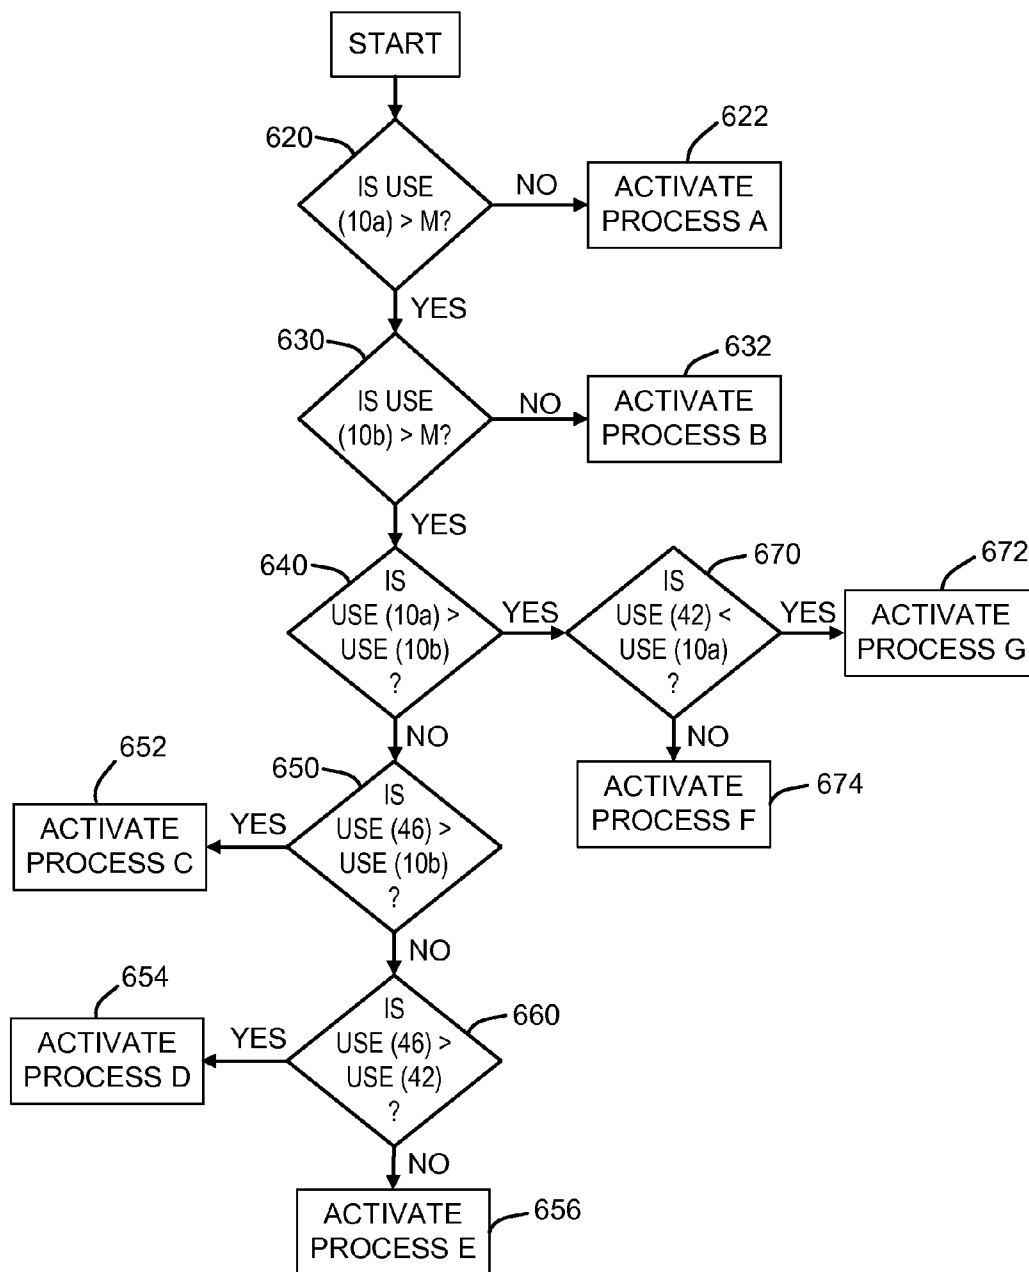 START
620
IS USE
(10a) > M?
NO
622
ACTIVATE
PROCESS A
YES
630
IS USE
(10b) > M?
NO
632
ACTIVATE
PROCESS B
YES
640
IS
USE (10a) >
USE (10b)
?
YES
670
IS
USE (42) <
USE (10a)
?
YES
672
ACTIVATE
PROCESS G
NO
674
ACTIVATE
PROCESS F
NO
650
IS
USE (46) >
USE (10b)
?
YES
652
ACTIVATE
PROCESS C
NO
660
IS
USE (46) >
USE (42)
?
YES
654
ACTIVATE
PROCESS D
NO
656
ACTIVATE
PROCESS E